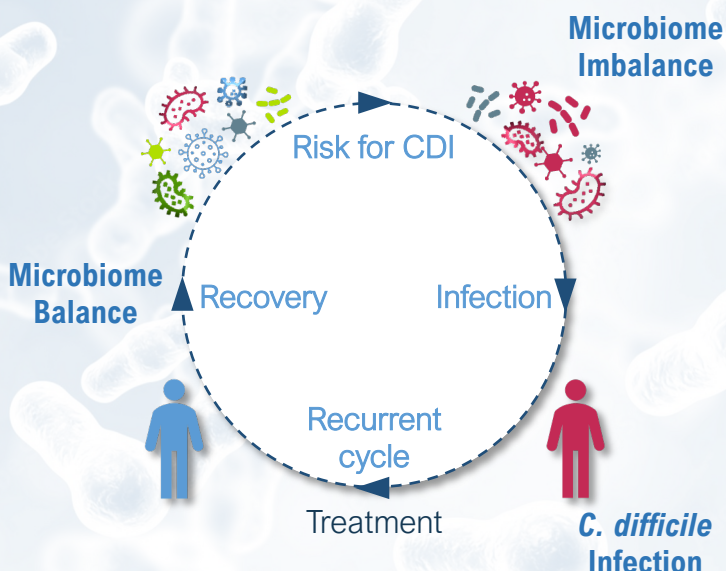 Microbiome
Imbalance
Risk for CDI
Microbiome
Balance
Recovery
Infection
Recurrent
cycle
Treatment
C. difficile
Infection